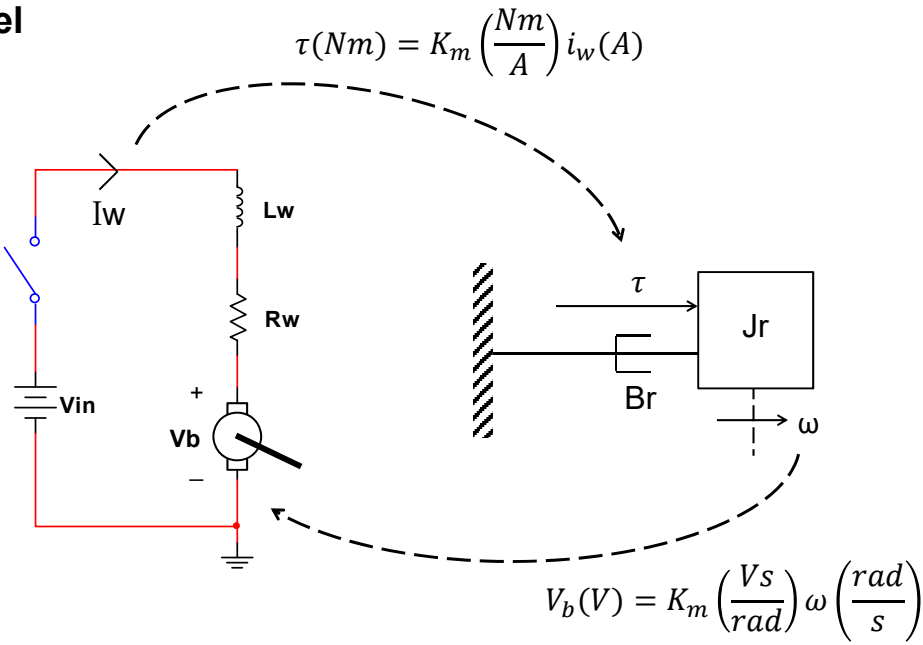 el
τ(Nm) = K_m (Nm/A) i_w(A)
Iw
Lw
Rw
Vin
+
Vb
−
τ
Jr
Br
ω
V_b(V) = K_m (Vs/rad) ω (rad/s)